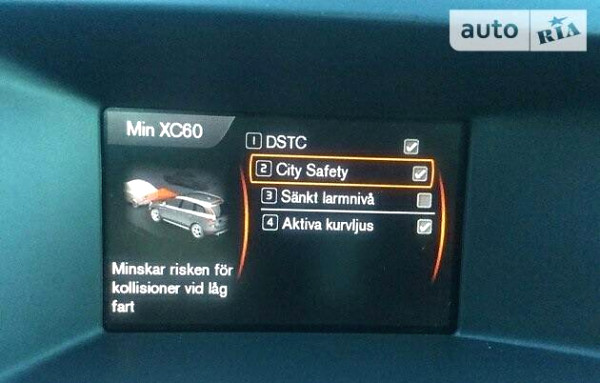 auto RIA
Min XC60
1 DSTC
2 City Safety
3 Sänkt larmnivå
4 Aktiva kurvljus
Minskar risken för
kollisioner vid låg
fart